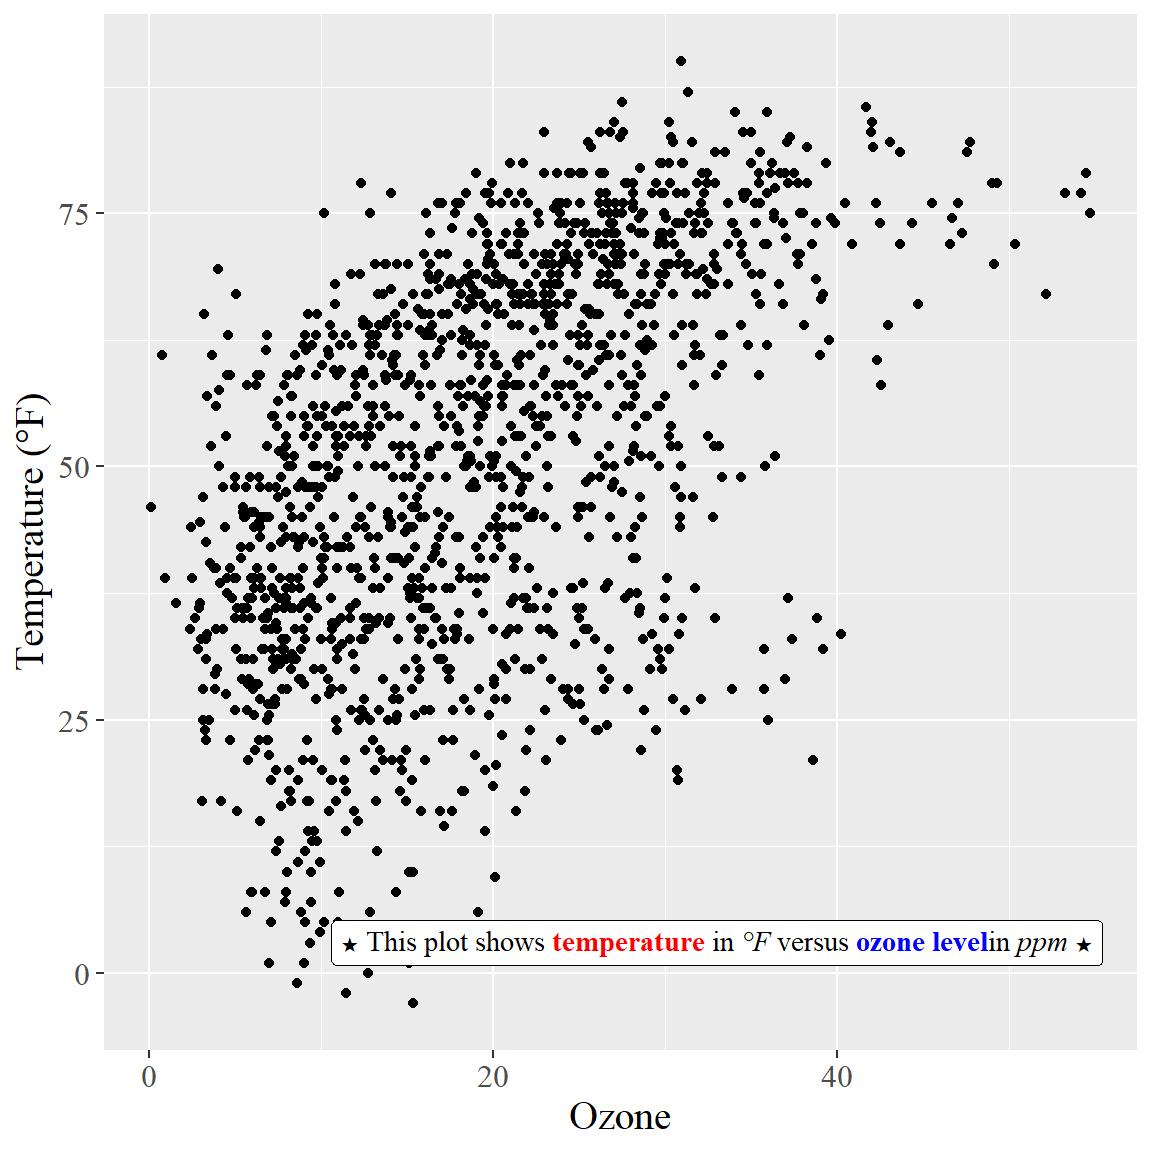 75
50
25
0
Temperature (°F)
★ This plot shows temperature in °F versus ozone levelin ppm ★
0 20 40
Ozone